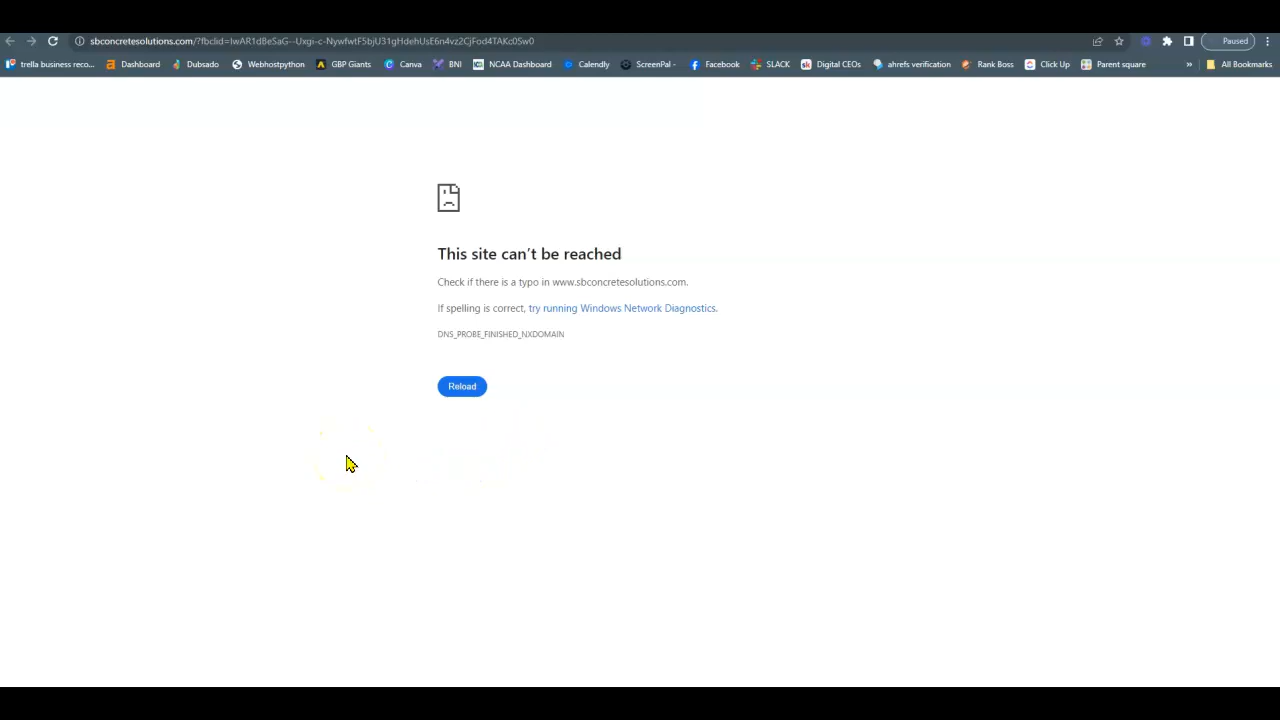 sbconcretesolutions.com/?fbclid=IwAR1dBeSaG--Uxgi-c-NywfwtF5bjU31gHdehUsE6n4vz2CjFod4TAKc0Sw0
Paused
trella business reco... Dashboard Dubsado Webhostpython GBP Giants Canva BNI NCAA Dashboard Calendly ScreenPal - Facebook SLACK Digital CEOs ahrefs verification Rank Boss Click Up Parent square » All Bookmarks
This site can't be reached
Check if there is a typo in www.sbconcretesolutions.com.
If spelling is correct, try running Windows Network Diagnostics.
DNS_PROBE_FINISHED_NXDOMAIN
Reload